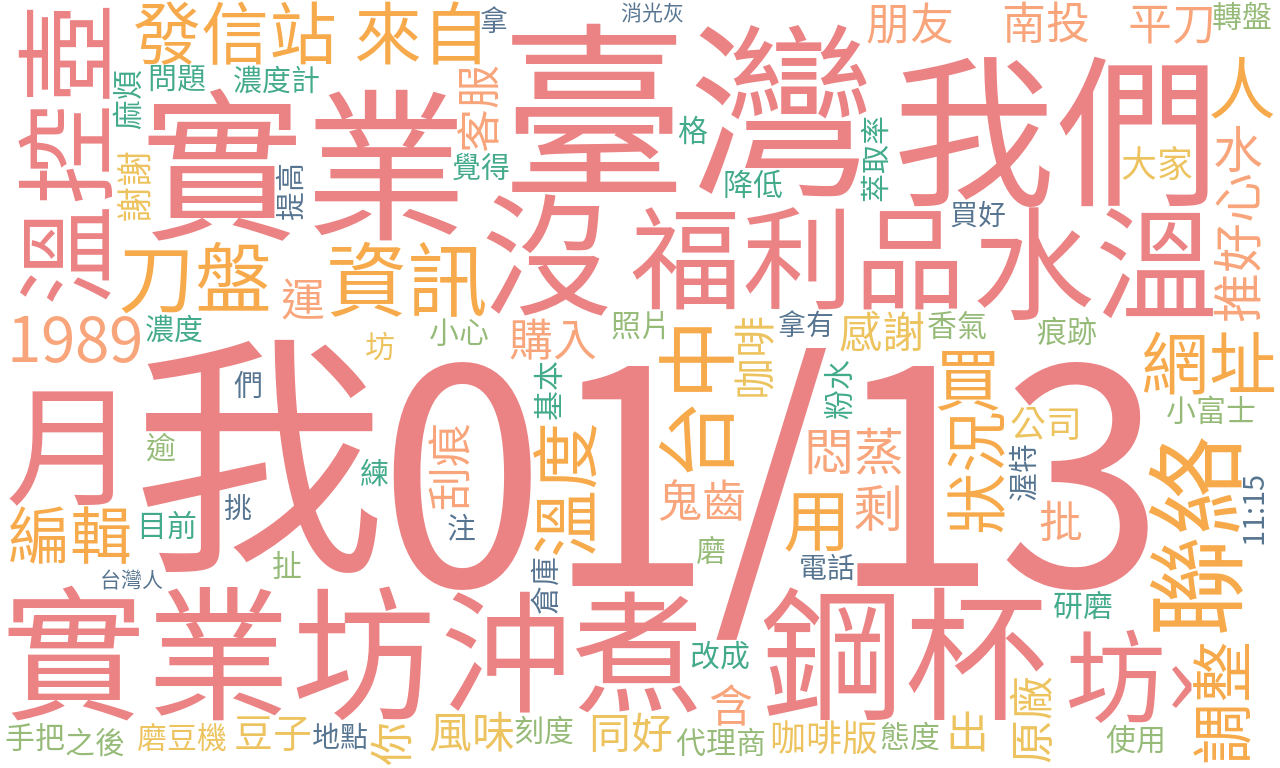 發信站 來自 拿 消光灰 朋友 南投 平刀 轉盤
溫控壺 麻煩 問題 濃度計 客服 臺灣 我們 人
實業 覺得 格 萃取率 大家 水
謝謝 提高 降低 買好 心
刀盤 資訊 沒 福利品 水溫 推好
運
1989 濃度 小心 購入 照片 拿有 感謝 香氣 痕跡
坊 台中 咖啡 網址
月 我 01/13 們 基本 粉水 買 小富士
逾 練 刮痕 溫度 悶蒸 狀況 公司 聯絡
挑 注 鬼齒 用 剩 渥特 批 11:15
編輯 目前 磨
台灣人 扯 倉庫 電話
實業坊 沖煮 鋼杯 研磨
改成 坊、 調整
手把 之後 磨豆機 豆子 地點 你 風味 刻度 同好 代理商 含 咖啡版 態度 出 原廠 使用